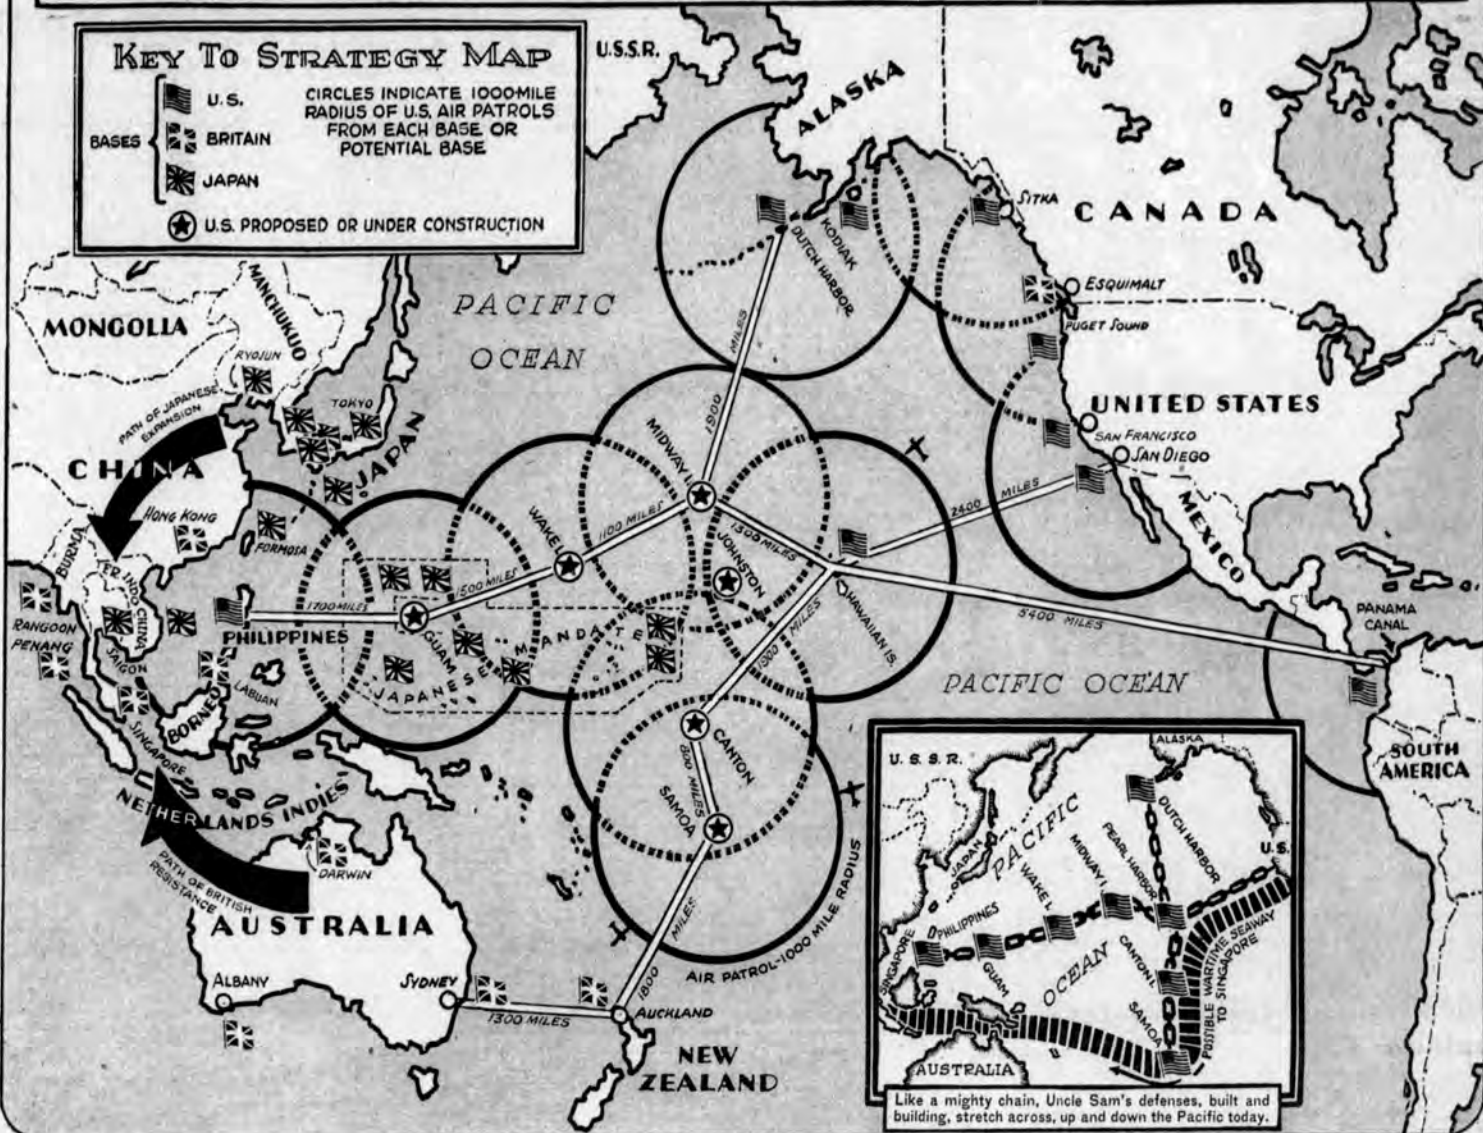 KEY TO STRATEGY MAP
BASES
U.S.
BRITAIN
JAPAN
CIRCLES INDICATE 1000-MILE
RADIUS OF U.S. AIR PATROLS
FROM EACH BASE OR
POTENTIAL BASE
U.S. PROPOSED OR UNDER CONSTRUCTION
U.S.S.R.
ALASKA
CANADA
SITKA
KODIAK
DUTCH HARBOR
ESQUIMALT
PUGET SOUND
UNITED STATES
SAN FRANCISCO
SAN DIEGO
MEXICO
PACIFIC
OCEAN
MONGOLLA
MANCHUKUO
RYOJUN
TOKYO
JAPAN
PATH OF JAPANESE
EXPANSION
CHINA
HONG KONG
FORMOSA
BURMA
FR. INDO CHINA
RANGOON
PENANG
SAIGON
SINGAPORE
LABUAN
BORNEO
PHILIPPINES
1700 MILES
GUAM
JAPANESE MANDATE
1500 MILES
WAKE I.
1100 MILES
MIDWAY I.
1900 MILES
1308 MILES
JOHNSTON
HAWAIIAN IS.
2400 MILES
5400 MILES
PANAMA
CANAL
SOUTH
AMERICA
PACIFIC OCEAN
MILES
CANTON
800 MILES
SAMOA
1800 MILES
AIR PATROL-1000 MILE RADIUS
NETHERLANDS INDIES
PATH OF BRITISH
RESISTANCE
DARWIN
AUSTRALIA
ALBANY
SYDNEY
1300 MILES
AUCKLAND
NEW
ZEALAND
U.S.S.R.
ALASKA
JAPAN
PACIFIC
OCEAN
DUTCH HARBOR
PEARL HARBOR
MIDWAY I.
WAKE I.
PHILIPPINES
GUAM
SINGAPORE
CANTON I.
SAMOA
U.S.
POSSIBLE WARTIME SEAWAY
TO SINGAPORE
AUSTRALIA
Like a mighty chain, Uncle Sam's defenses, built and
building, stretch across, up and down the Pacific today.